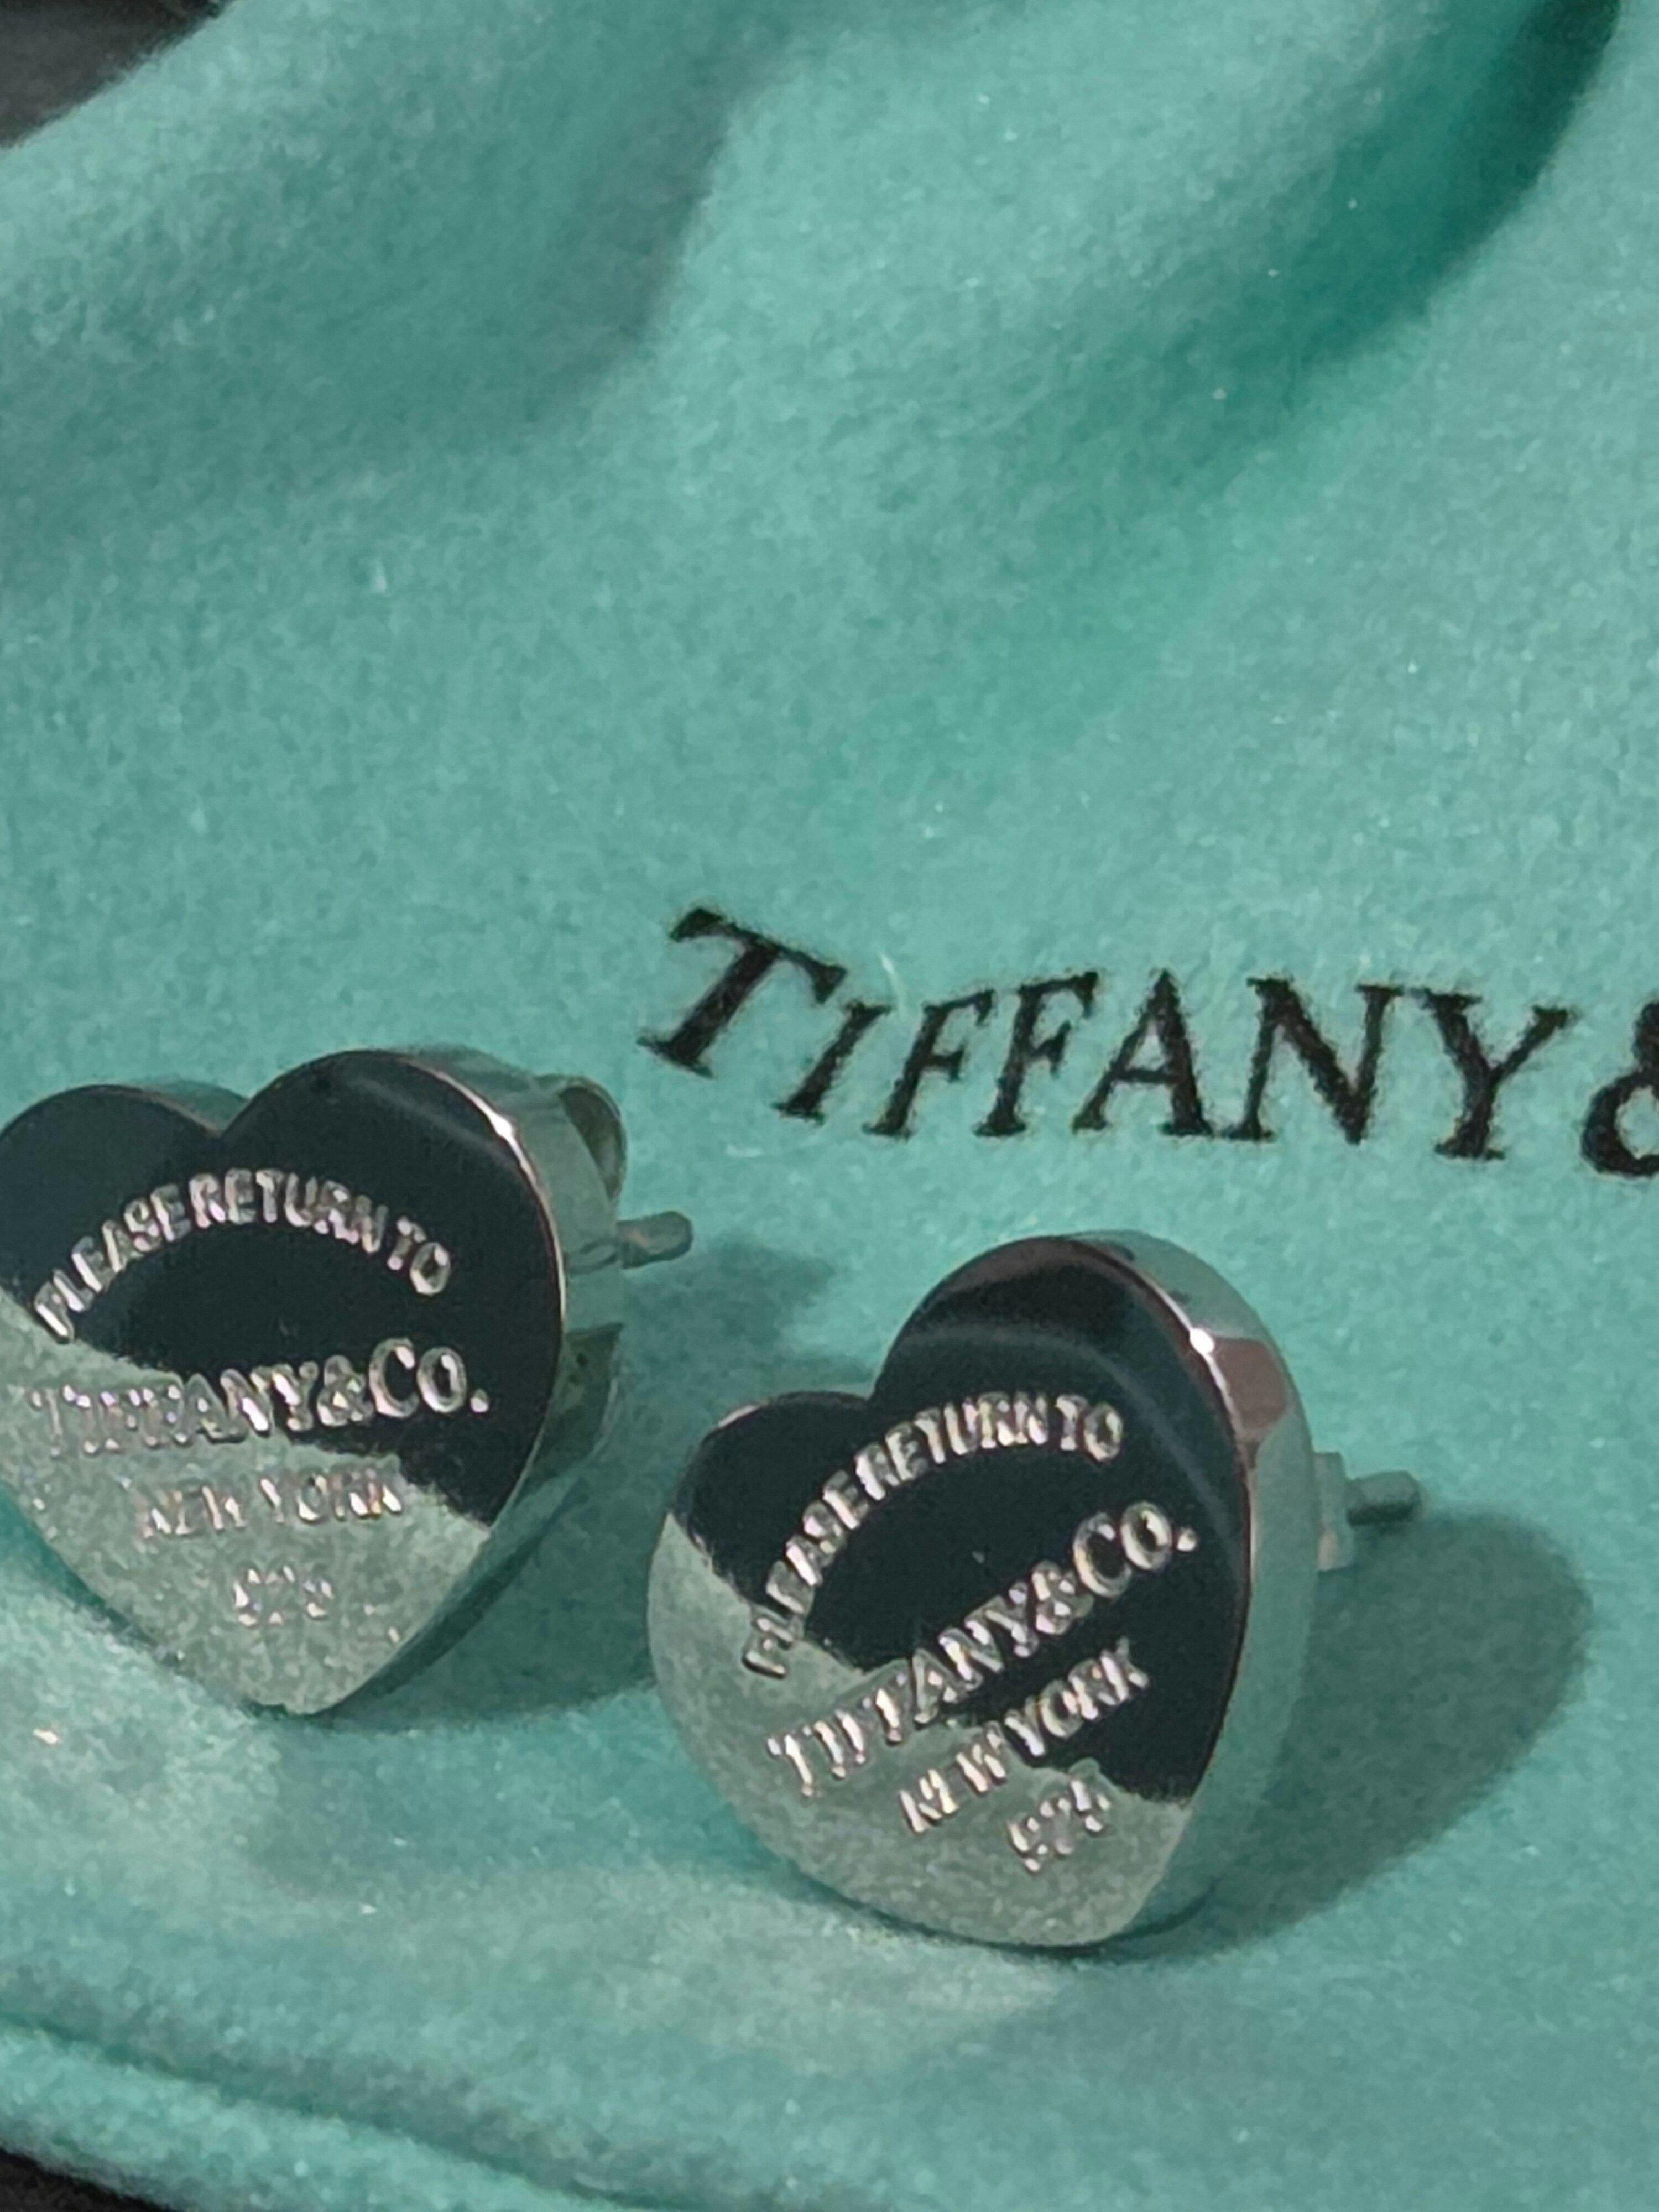 TIFFANY &
PLEASE RETURN TO
TIFFANY & CO.
NEW YORK
925
PLEASE RETURN TO
TIFFANY & CO.
NEW YORK
925